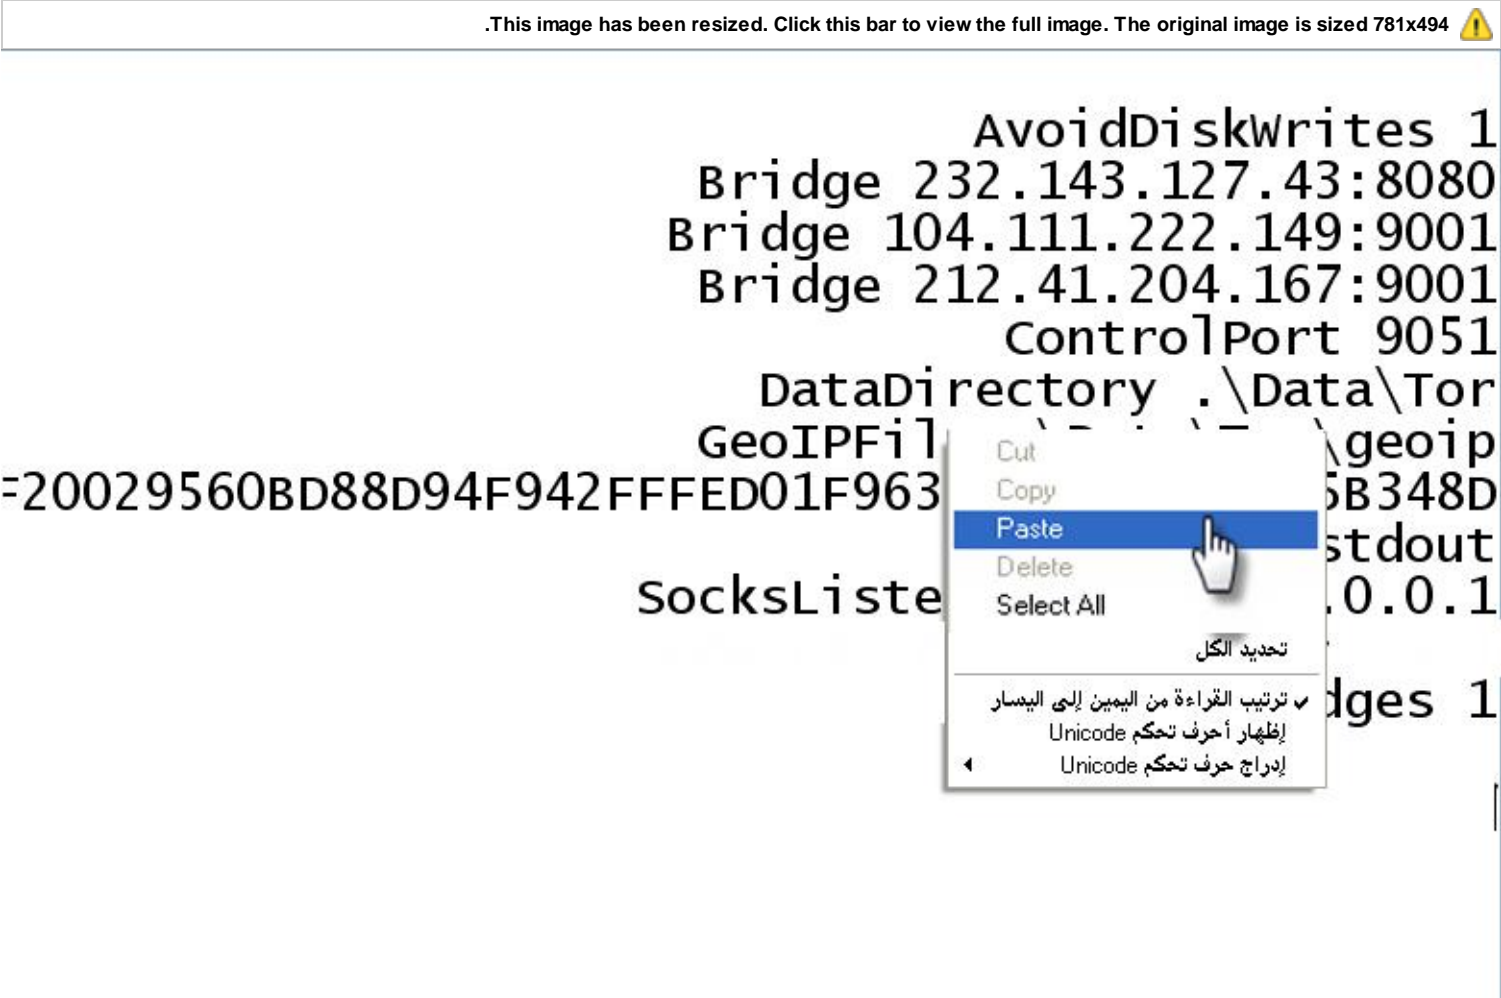 .This image has been resized. Click this bar to view the full image. The original image is sized 781x494
AvoidDiskWrites 1
Bridge 232.143.127.43:8080
Bridge 104.111.222.149:9001
Bridge 212.41.204.167:9001
ControlPort 9051
DataDirectory .\Data\Tor
GeoIPFil \geoip
F20029560BD88D94F942FFFED01F963 5B348D
stdout
SocksListe .0.0.1
dges 1
Cut
Copy
Paste
Delete
Select All
تحديد الكل
ترتيب القراءة من اليمين إلى اليسار
إظهار أحرف تحكم Unicode
إدراج حرف تحكم Unicode